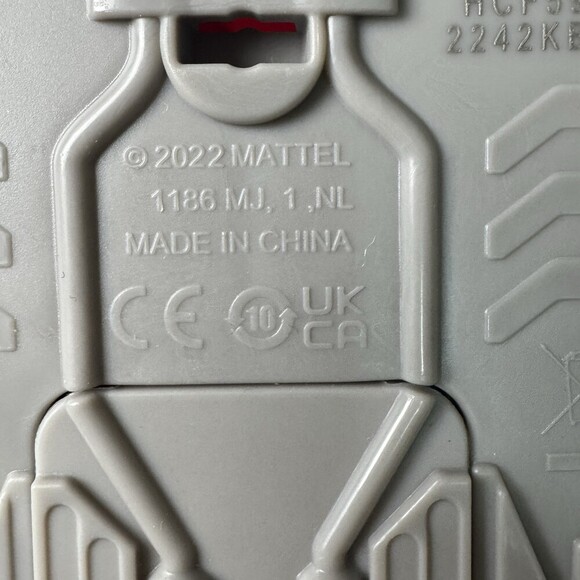 2242KE
© 2022 MATTEL
1186 MJ, 1 ,NL
MADE IN CHINA
CE 10 UK
CA